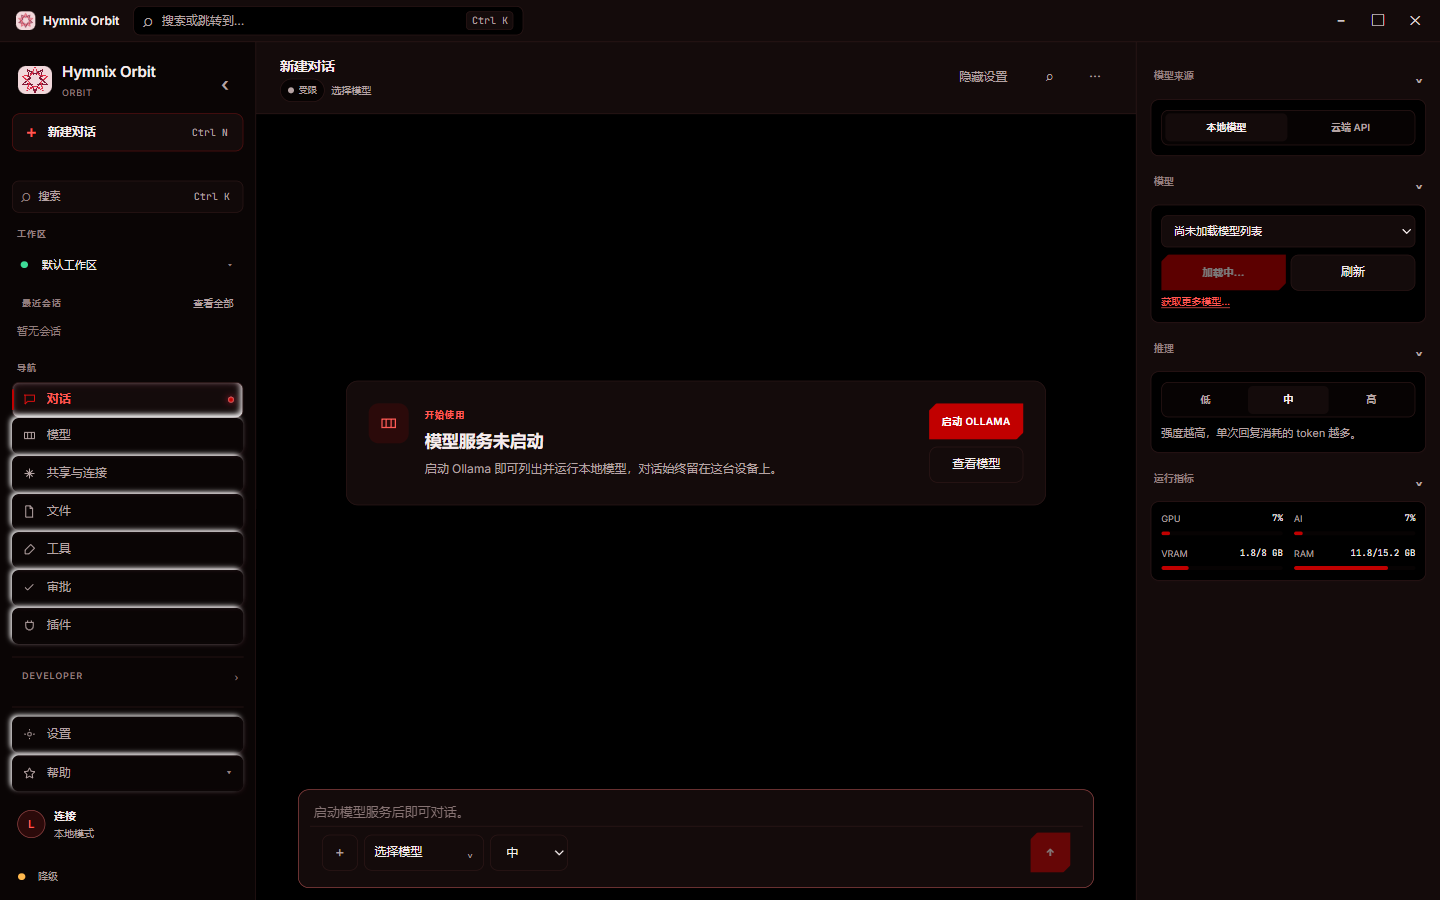 Hymnix Orbit
搜索或跳转到...
Ctrl K
Hymnix Orbit
ORBIT
新建对话
Ctrl N
搜索
Ctrl K
工作区
默认工作区
最近会话
查看全部
暂无会话
导航
对话
模型
共享与连接
文件
工具
审批
插件
DEVELOPER
设置
帮助
L
连接
本地模式
降级
新建对话
受限
选择模型
隐藏设置
开始使用
模型服务未启动
启动 Ollama 即可列出并运行本地模型，对话始终留在这台设备上。
启动 OLLAMA
查看模型
启动模型服务后即可对话。
选择模型
中
模型来源
本地模型
云端 API
模型
尚未加载模型列表
加载中...
刷新
获取更多模型...
推理
低
中
高
强度越高，单次回复消耗的 token 越多。
运行指标
GPU
7%
AI
7%
VRAM
1.8/8 GB
RAM
11.8/15.2 GB